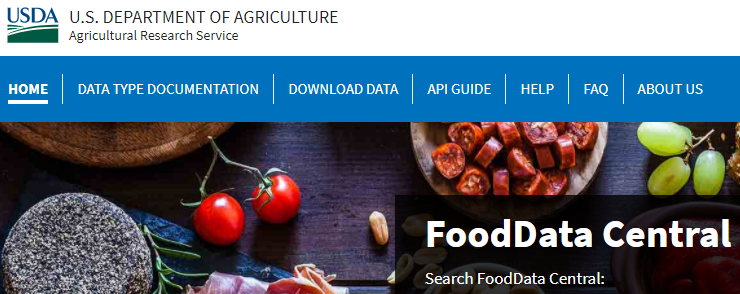 USDA
U.S. DEPARTMENT OF AGRICULTURE
Agricultural Research Service
HOME DATA TYPE DOCUMENTATION DOWNLOAD DATA API GUIDE HELP FAQ ABOUT US
FoodData Central
Search FoodData Central: